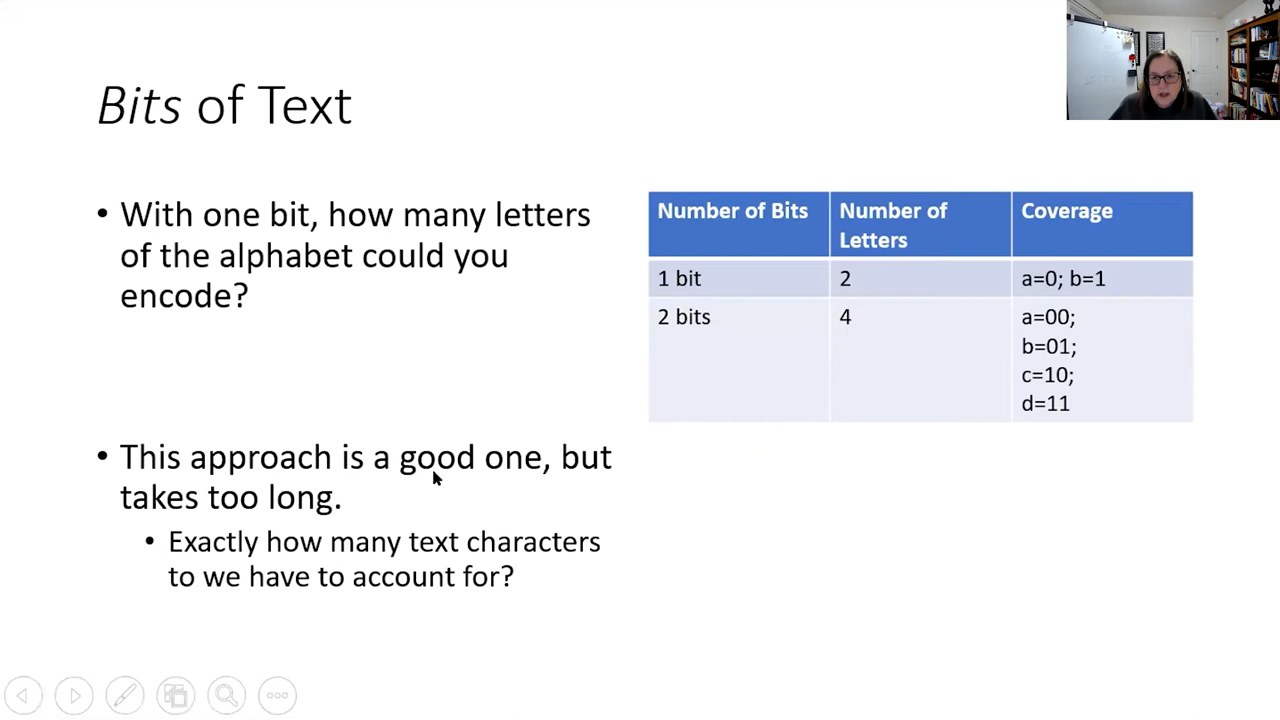 Bits of Text
• With one bit, how many letters
of the alphabet could you
encode?
• This approach is a good one, but
takes too long.
• Exactly how many text characters
to we have to account for?
Number of Bits Number of Letters Coverage
1 bit 2 a=0; b=1
2 bits 4 a=00;
b=01;
c=10;
d=11